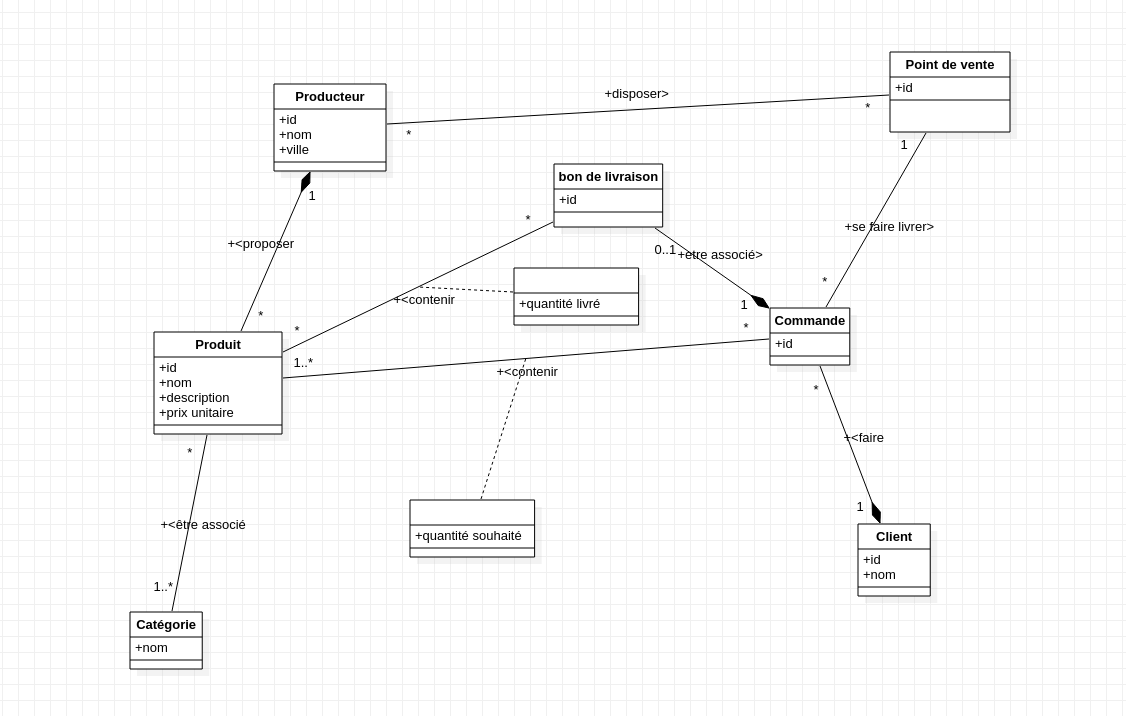 Point de vente
+id
Producteur
+id
+nom
+ville
+disposer>
*
*
1
1
bon de livraison
+id
*
+<proposer
+se faire livrer>
0..1
+etre associé>
*
+<contenir
+quantité livré
1
*
*
*
Commande
+id
Produit
+id
+nom
+description
+prix unitaire
1..*
+<contenir
*
*
+<faire
1
+<être associé
+quantité souhaité
Client
+id
+nom
1..*
Catégorie
+nom